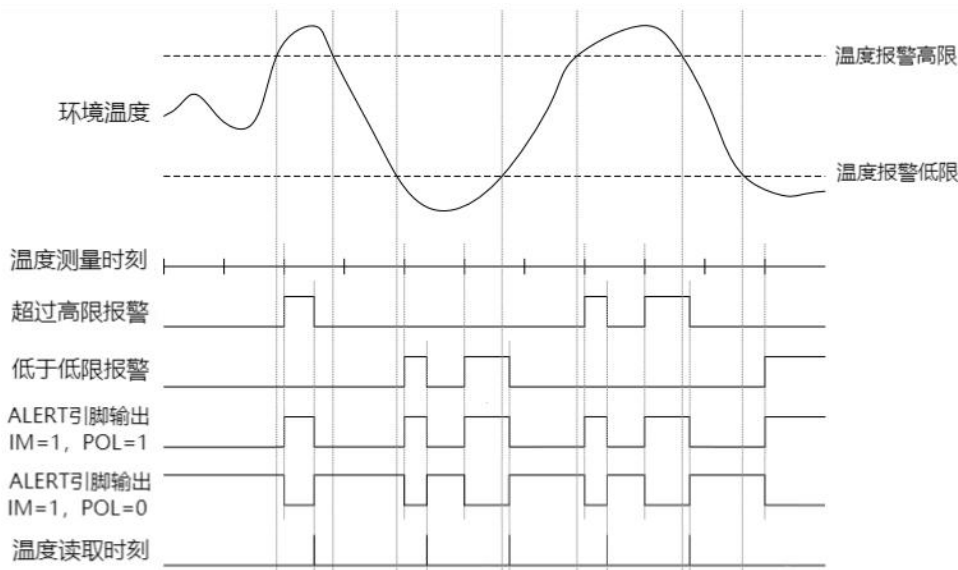 温度报警高限
环境温度
温度报警低限
温度测量时刻
超过高限报警
低于低限报警
ALERT引脚输出
IM=1，POL=1
ALERT引脚输出
IM=1，POL=0
温度读取时刻